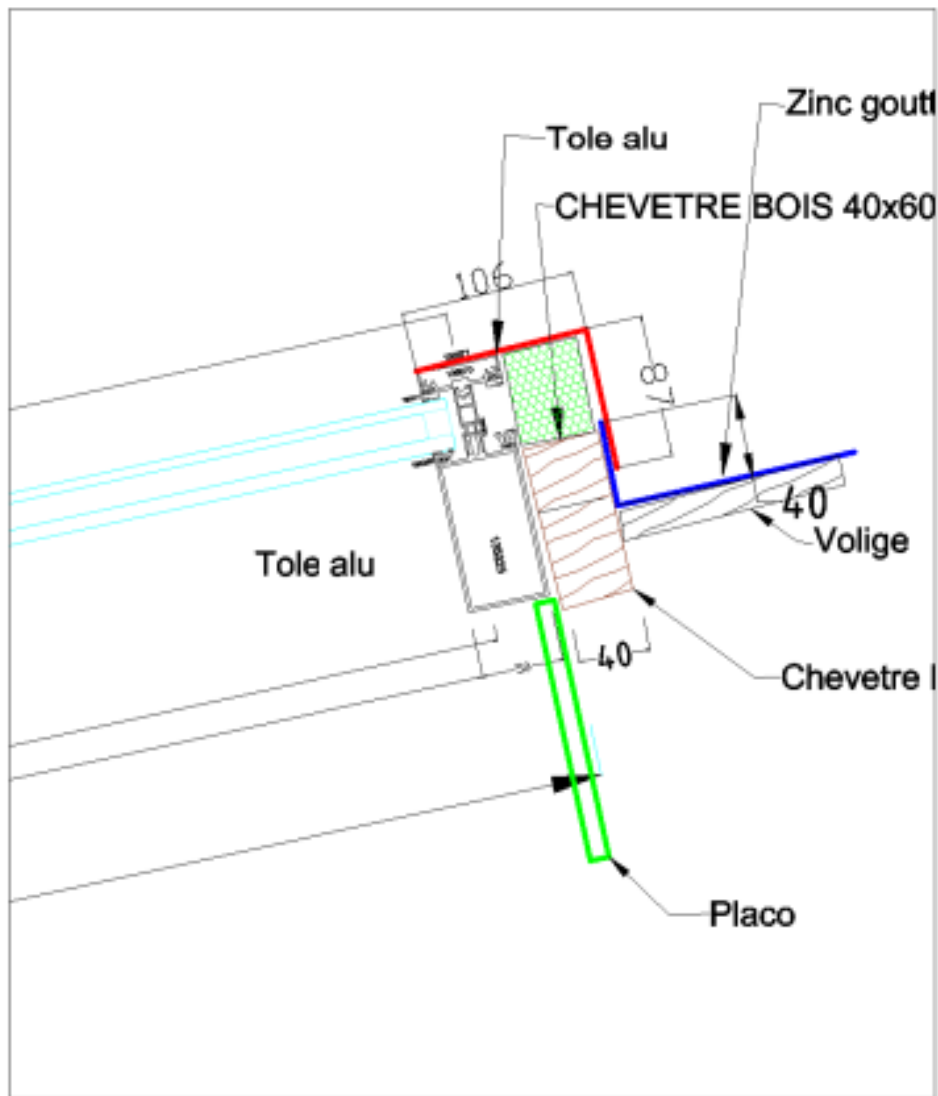 Zinc goutt
Tole alu
CHEVETRE BOIS 40x60
106
87
40
Volige
Tole alu
40
Chevetre
Placo